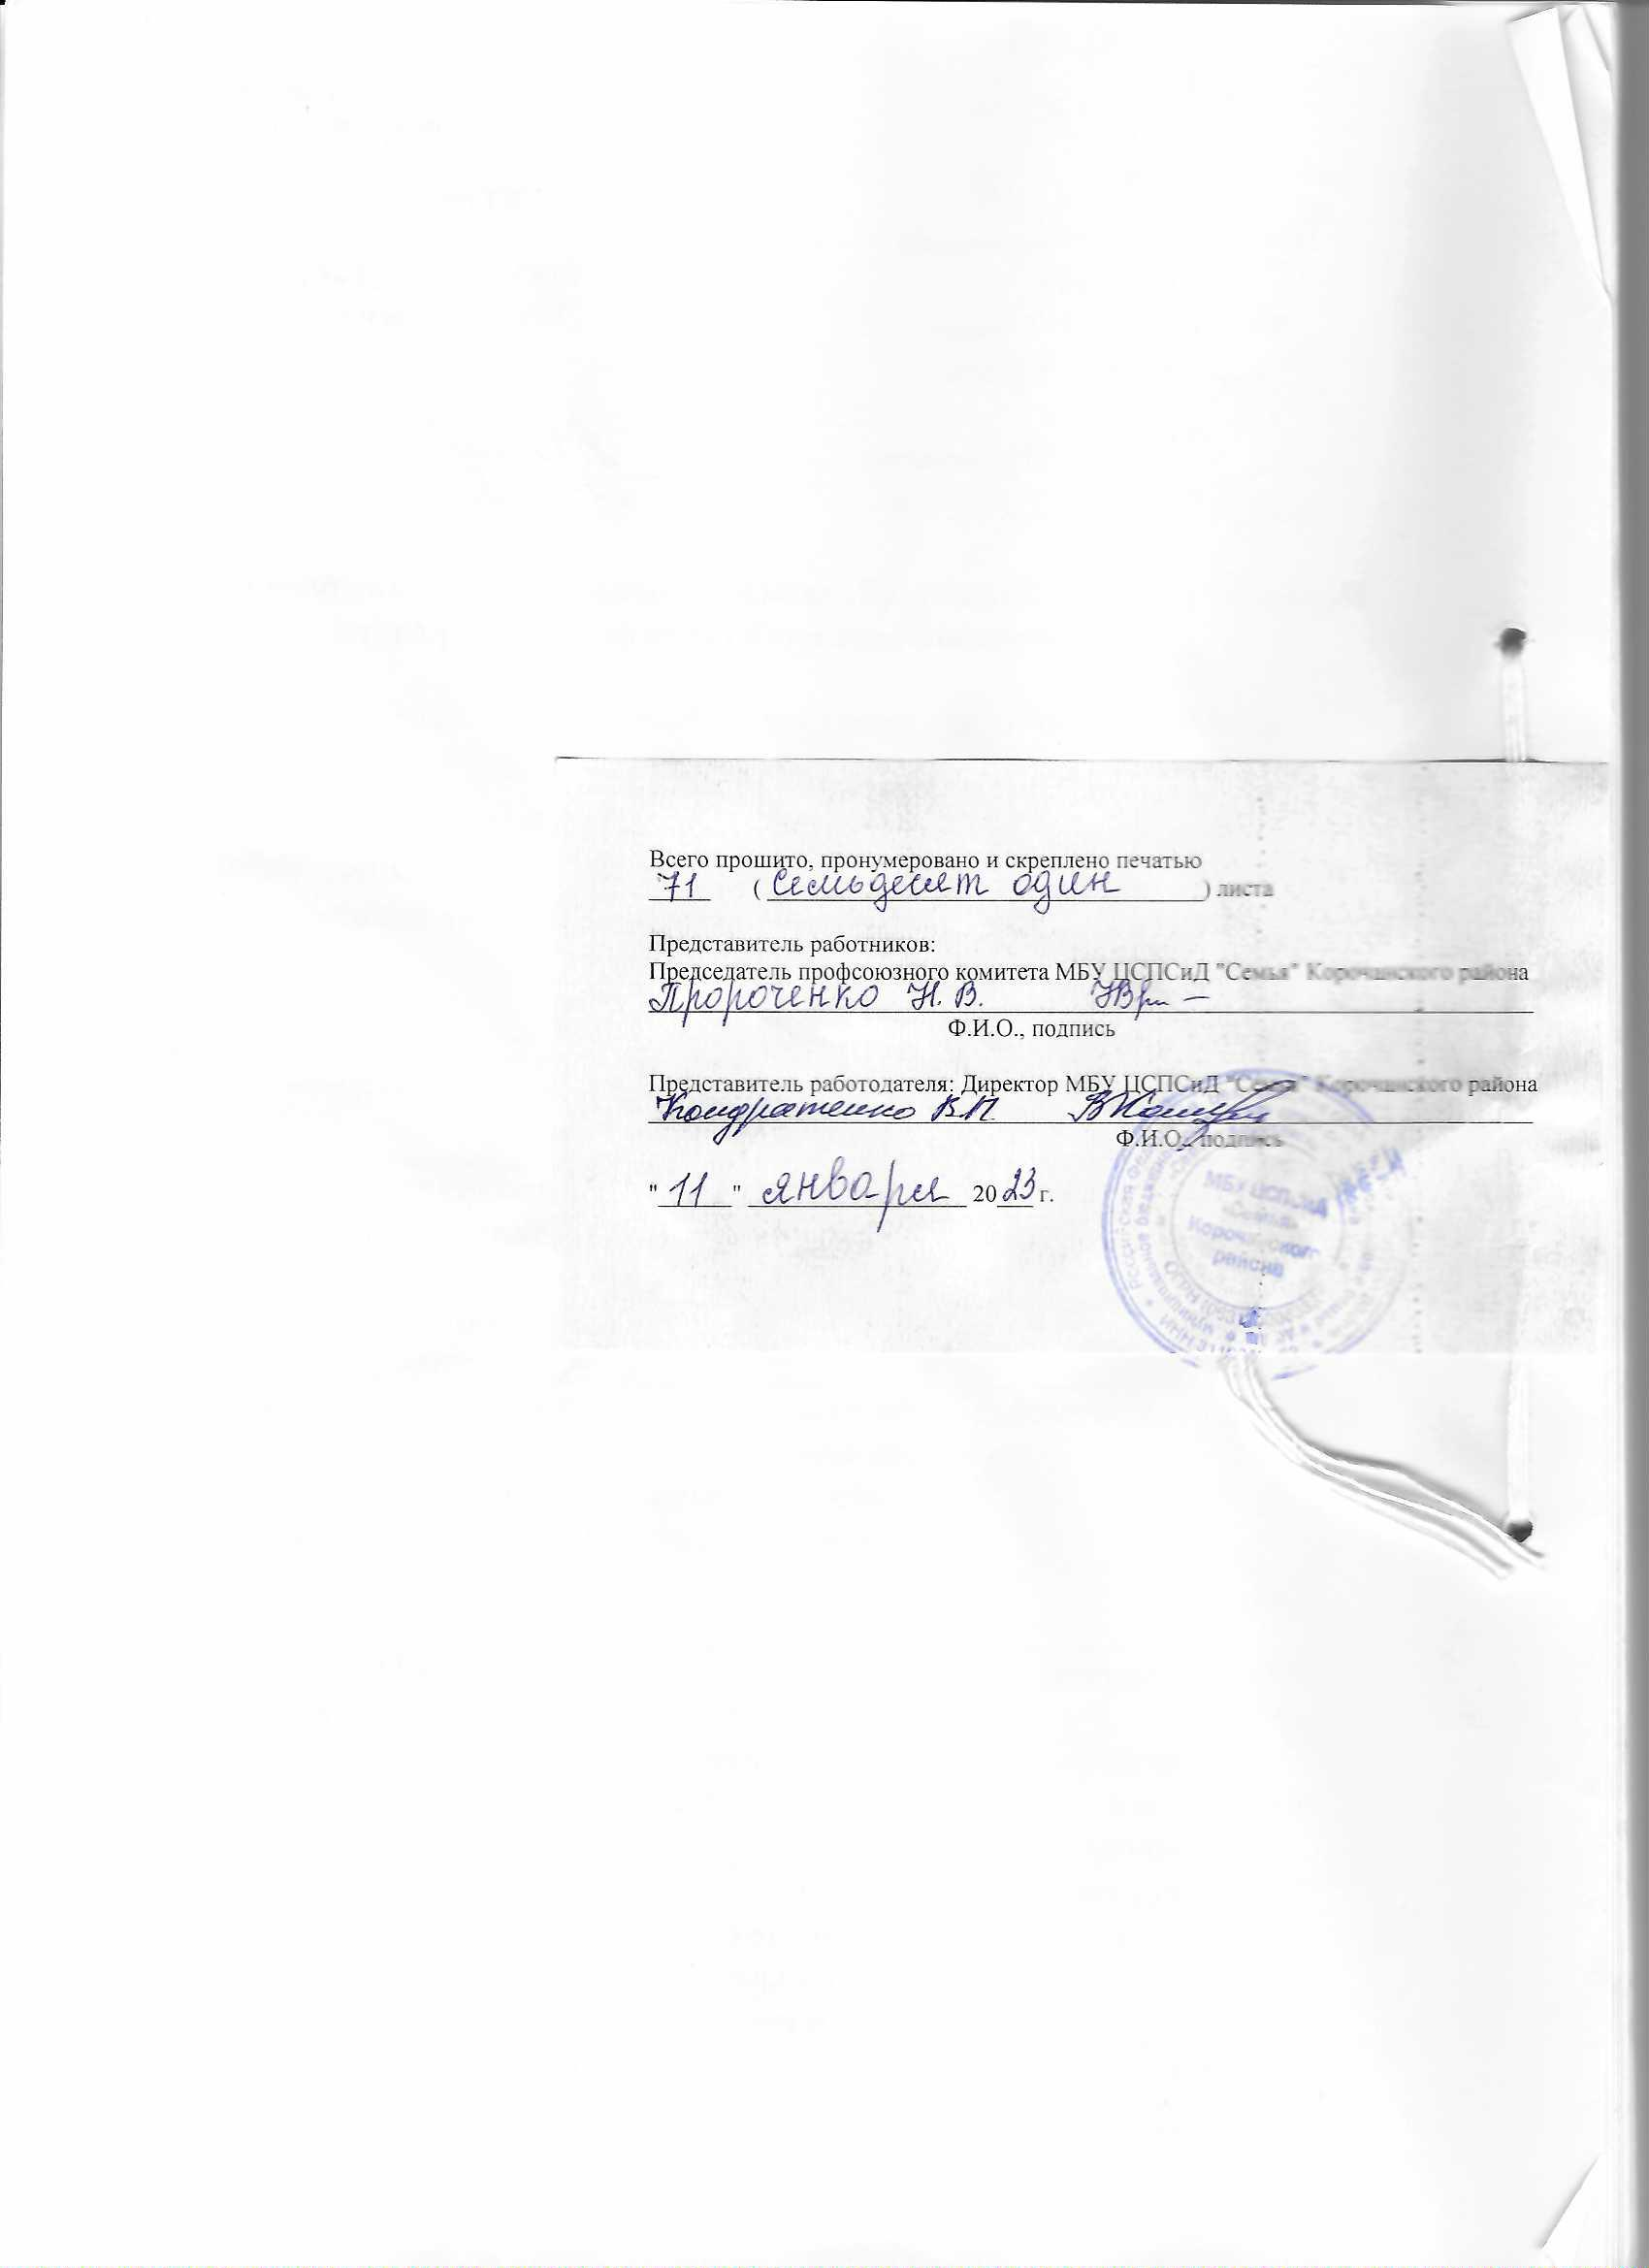 Всего прошито, пронумеровано и скреплено печатью
71 (Семьдесят один) листа
Представитель работников:
Председатель профсоюзного комитета МБУ ЦСПСиД "Семья" Корочанского района
Пророченко Н. В.
Ф.И.О., подпись
Представитель работодателя: Директор МБУ ЦСПСиД "Семья" Корочанского района
Кондратенко В.П.
Ф.И.О., подпись
"11" января 2023 г.
МБУ ЦСПСиД
«Семья»
Корочанского
района